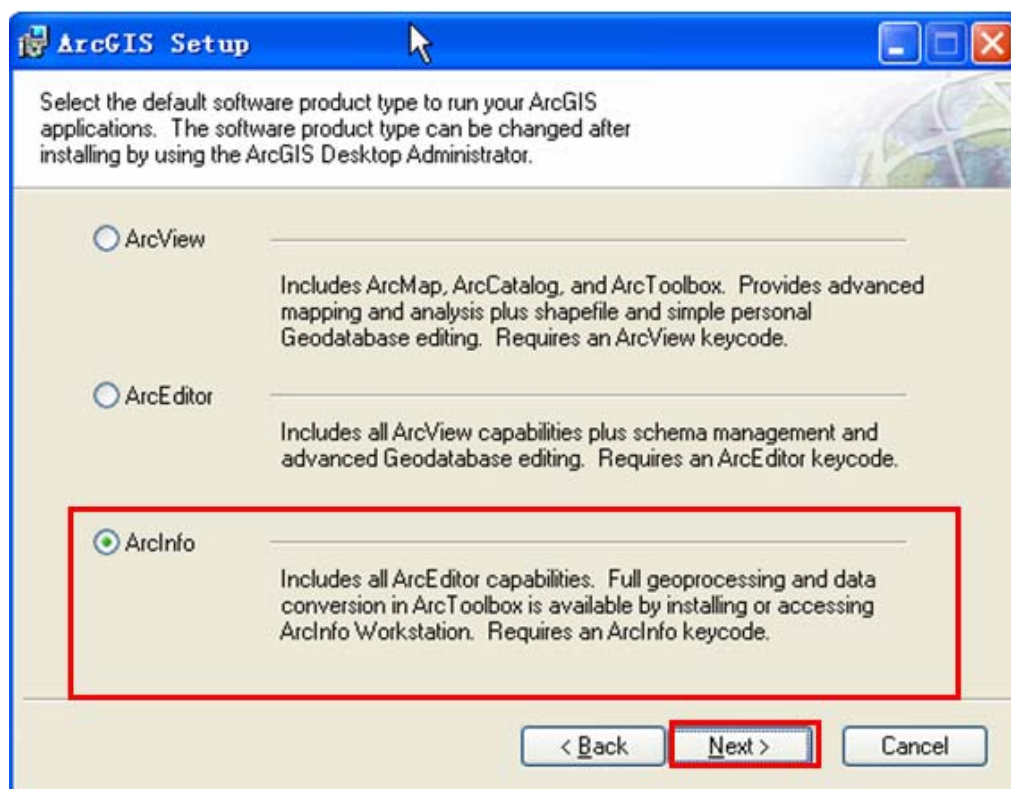 ArcGIS Setup
Select the default software product type to run your ArcGIS
applications. The software product type can be changed after
installing by using the ArcGIS Desktop Administrator.
ArcView
Includes ArcMap, ArcCatalog, and ArcToolbox. Provides advanced
mapping and analysis plus shapefile and simple personal
Geodatabase editing. Requires an ArcView keycode.
ArcEditor
Includes all ArcView capabilities plus schema management and
advanced Geodatabase editing. Requires an ArcEditor keycode.
ArcInfo
Includes all ArcEditor capabilities. Full geoprocessing and data
conversion in ArcToolbox is available by installing or accessing
ArcInfo Workstation. Requires an ArcInfo keycode.
< Back
Next >
Cancel